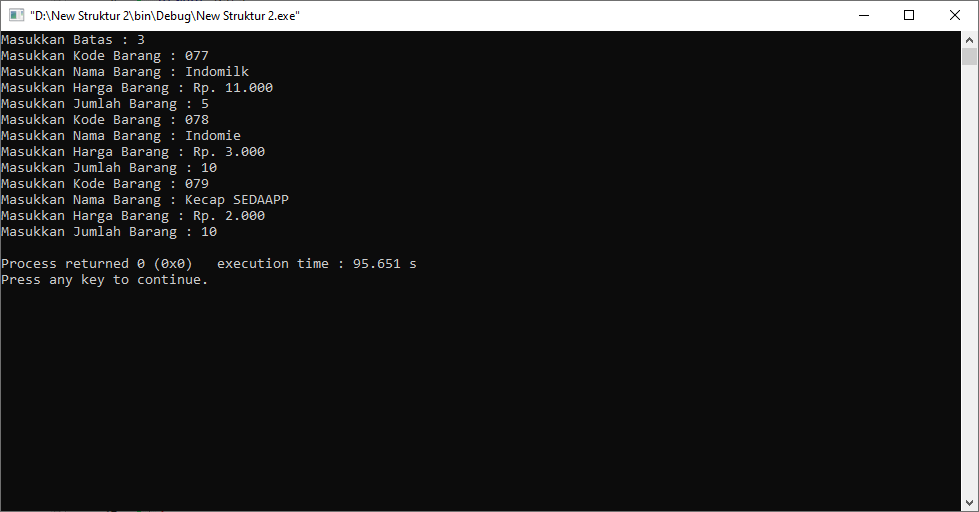 "D:\New Struktur 2\bin\Debug\New Struktur 2.exe"
Masukkan Batas : 3
Masukkan Kode Barang : 077
Masukkan Nama Barang : Indomilk
Masukkan Harga Barang : Rp. 11.000
Masukkan Jumlah Barang : 5
Masukkan Kode Barang : 078
Masukkan Nama Barang : Indomie
Masukkan Harga Barang : Rp. 3.000
Masukkan Jumlah Barang : 10
Masukkan Kode Barang : 079
Masukkan Nama Barang : Kecap SEDAAPP
Masukkan Harga Barang : Rp. 2.000
Masukkan Jumlah Barang : 10
Process returned 0 (0x0)   execution time : 95.651 s
Press any key to continue.